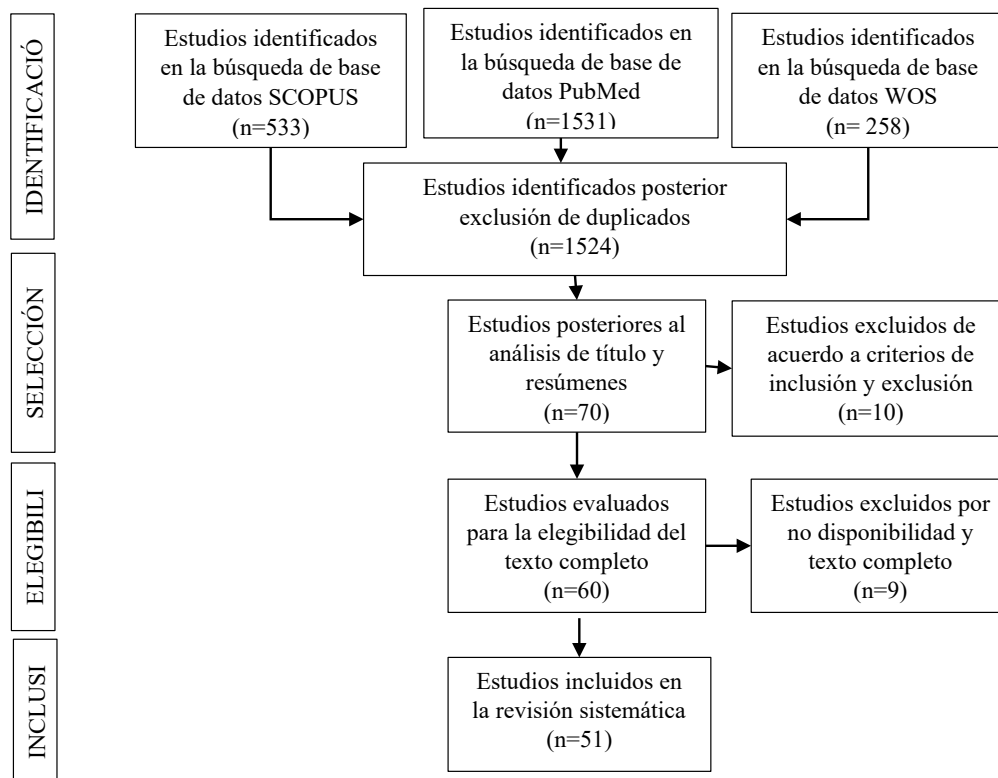 IDENTIFICACIÓ
Estudios identificados
en la búsqueda de base
de datos SCOPUS
(n=533)
Estudios identificados en
la búsqueda de base de
datos PubMed
(n=1531)
Estudios identificados
en la búsqueda de base
de datos WOS
(n= 258)
Estudios identificados posterior
exclusión de duplicados
(n=1524)
SELECCIÓN
Estudios posteriores al
análisis de título y
resúmenes
(n=70)
Estudios excluidos de
acuerdo a criterios de
inclusión y exclusión
(n=10)
ELEGIBILI
Estudios evaluados
para la elegibilidad del
texto completo
(n=60)
Estudios excluidos por
no disponibilidad y
texto completo
(n=9)
INCLUSI
Estudios incluidos en
la revisión sistemática
(n=51)